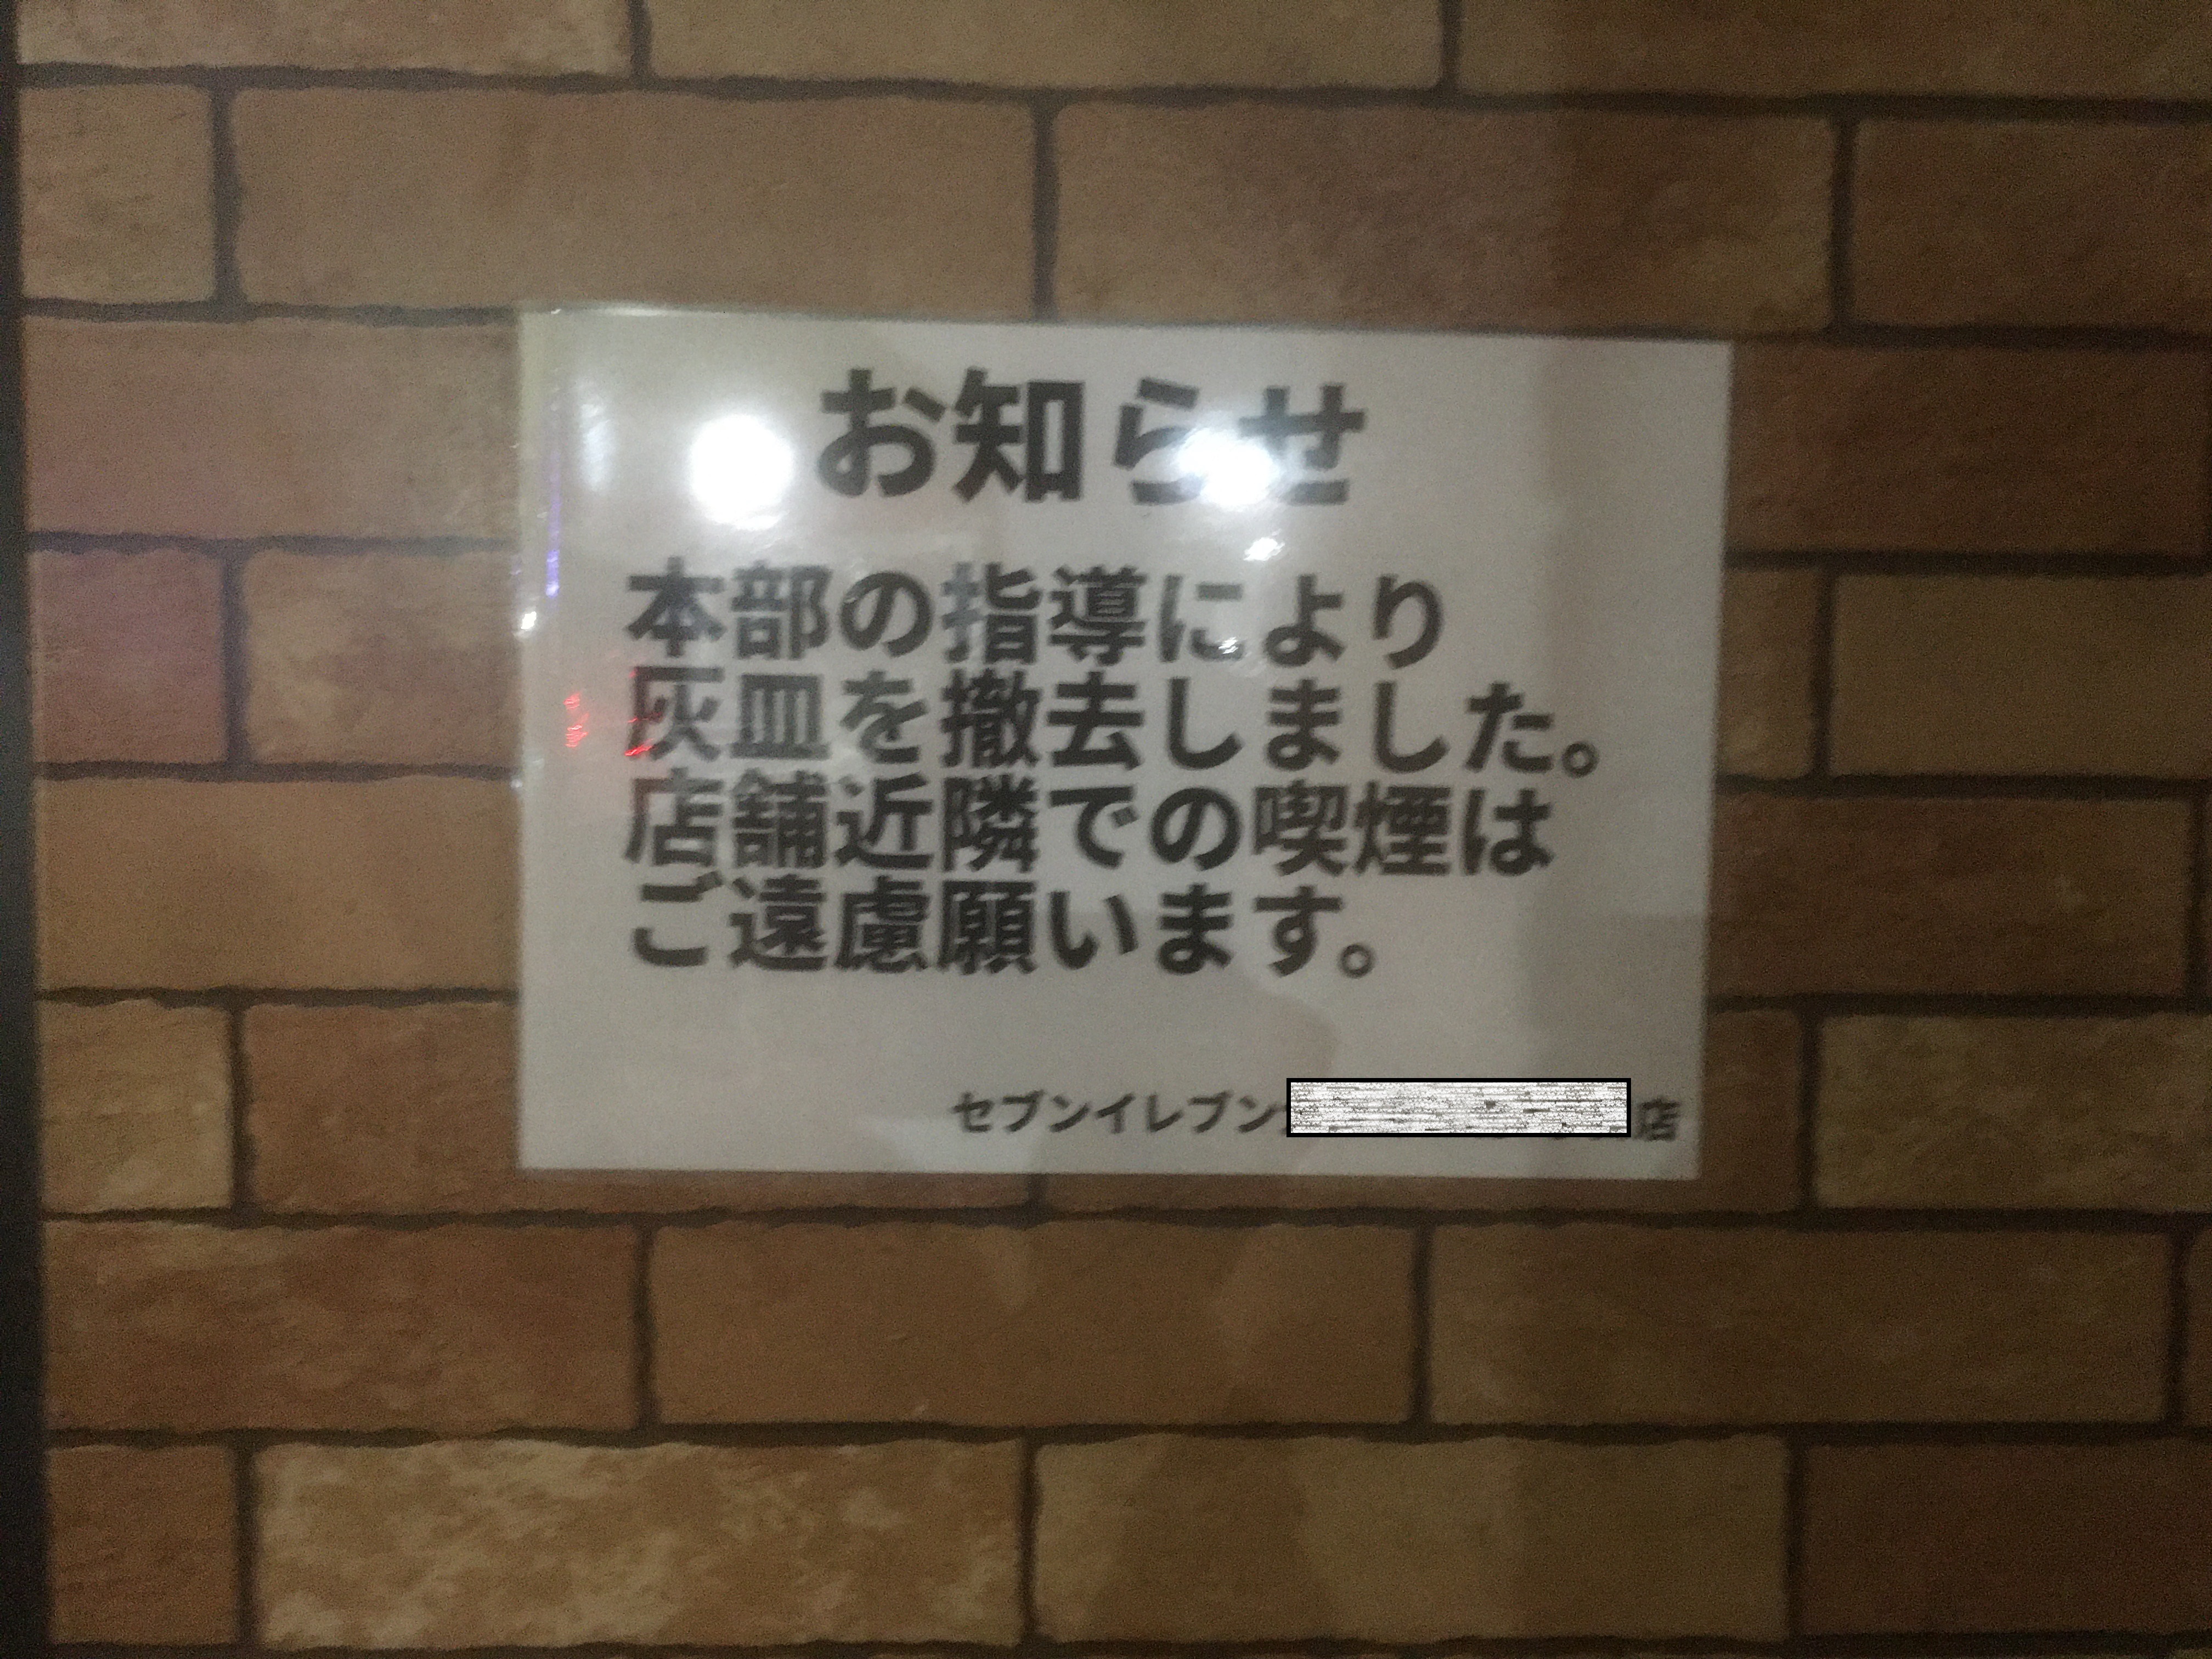 お知らせ
本部の指導により
灰皿を撤去しました。
店舗近隣での喫煙は
ご遠慮願います。
セブンイレブン 店